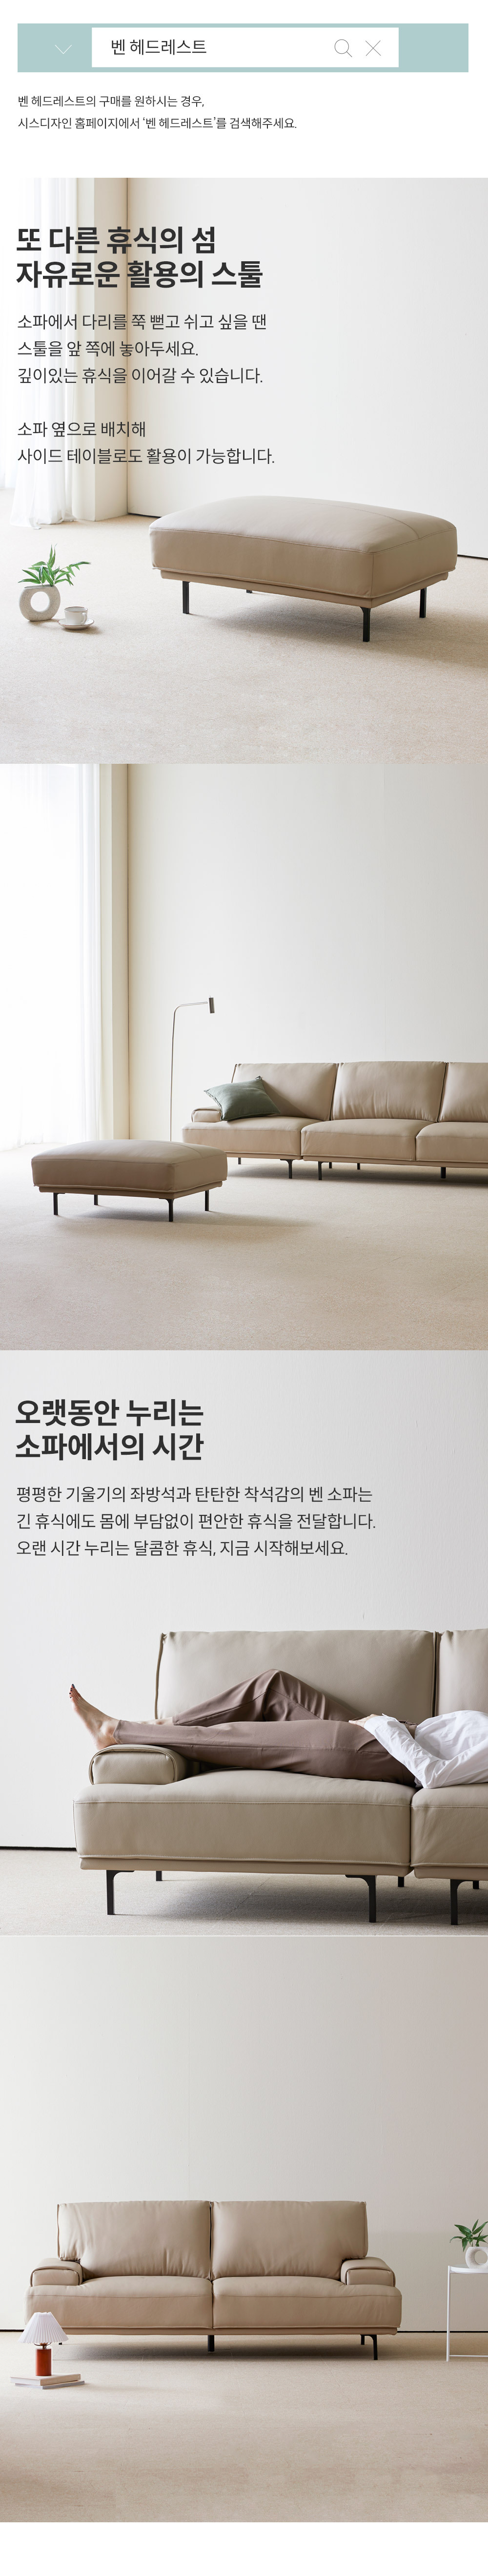 벤 헤드레스트
벤 헤드레스트의 구매를 원하시는 경우,
시스디자인 홈페이지에서 '벤 헤드레스트'를 검색해주세요.
또 다른 휴식의 섬
자유로운 활용의 스툴
소파에서 다리를 쭉 뻗고 쉬고 싶을 땐
스툴을 앞 쪽에 놓아두세요.
깊이있는 휴식을 이어갈 수 있습니다.
소파 옆으로 배치해
사이드 테이블로도 활용이 가능합니다.
오랫동안 누리는
소파에서의 시간
평평한 기울기의 좌방석과 탄탄한 착석감의 벤 소파는
긴 휴식에도 몸에 부담없이 편안한 휴식을 전달합니다.
오랜 시간 누리는 달콤한 휴식, 지금 시작해보세요.